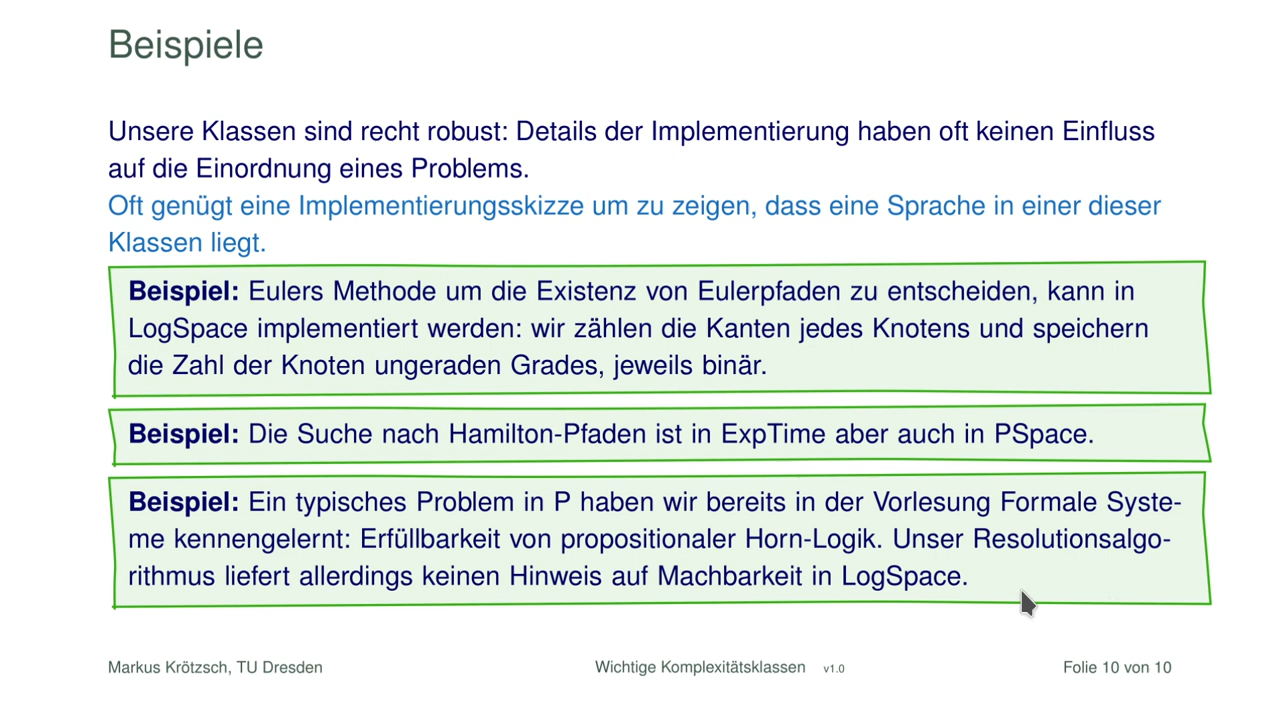 Beispiele
Unsere Klassen sind recht robust: Details der Implementierung haben oft keinen Einfluss
auf die Einordnung eines Problems.
Oft genügt eine Implementierungsskizze um zu zeigen, dass eine Sprache in einer dieser
Klassen liegt.
Beispiel: Eulers Methode um die Existenz von Eulerpfaden zu entscheiden, kann in
LogSpace implementiert werden: wir zählen die Kanten jedes Knotens und speichern
die Zahl der Knoten ungeraden Grades, jeweils binär.
Beispiel: Die Suche nach Hamilton-Pfaden ist in ExpTime aber auch in PSpace.
Beispiel: Ein typisches Problem in P haben wir bereits in der Vorlesung Formale Syste-
me kennengelernt: Erfüllbarkeit von propositionaler Horn-Logik. Unser Resolutionsalgo-
rithmus liefert allerdings keinen Hinweis auf Machbarkeit in LogSpace.
Markus Krötzsch, TU Dresden Wichtige Komplexitätsklassen v1.0 Folie 10 von 10